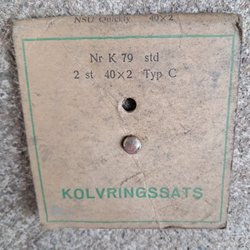 NSU Quickly 40×2
Nr K 79 std
2 st 40×2 Typ C
KOLVRINGSSATS